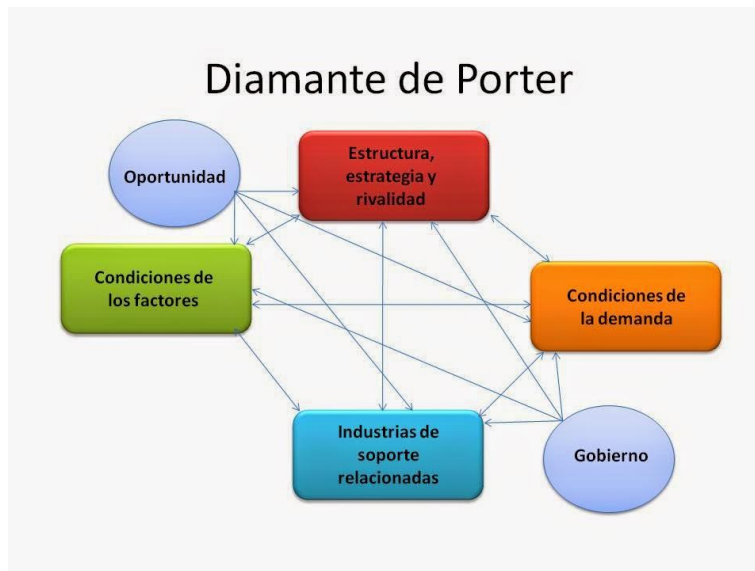 Diamante de Porter
Oportunidad
Estructura,
estrategia y
rivalidad
Condiciones de
los factores
Condiciones de
la demanda
Industrias de
soporte
relacionadas
Gobierno